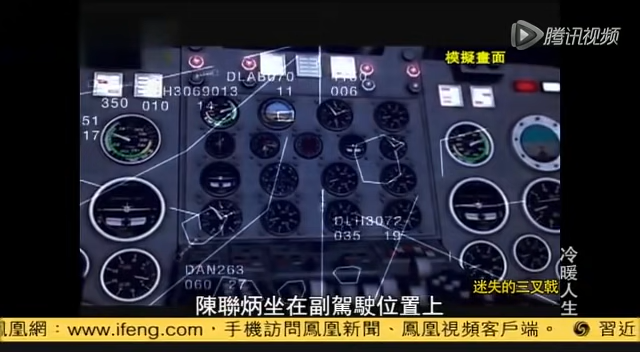 腾讯视频
模擬畫面
DLAB070
11
006
H3069013
14
350
010
51
17
DLH3072
035 19
DAN263
060 27
冷暖人生
迷失的三叉戟
陳聯炳坐在副駕駛位置上
鳳凰網：www.ifeng.com，手機訪問鳳凰新聞、鳳凰視頻客戶端。 習近